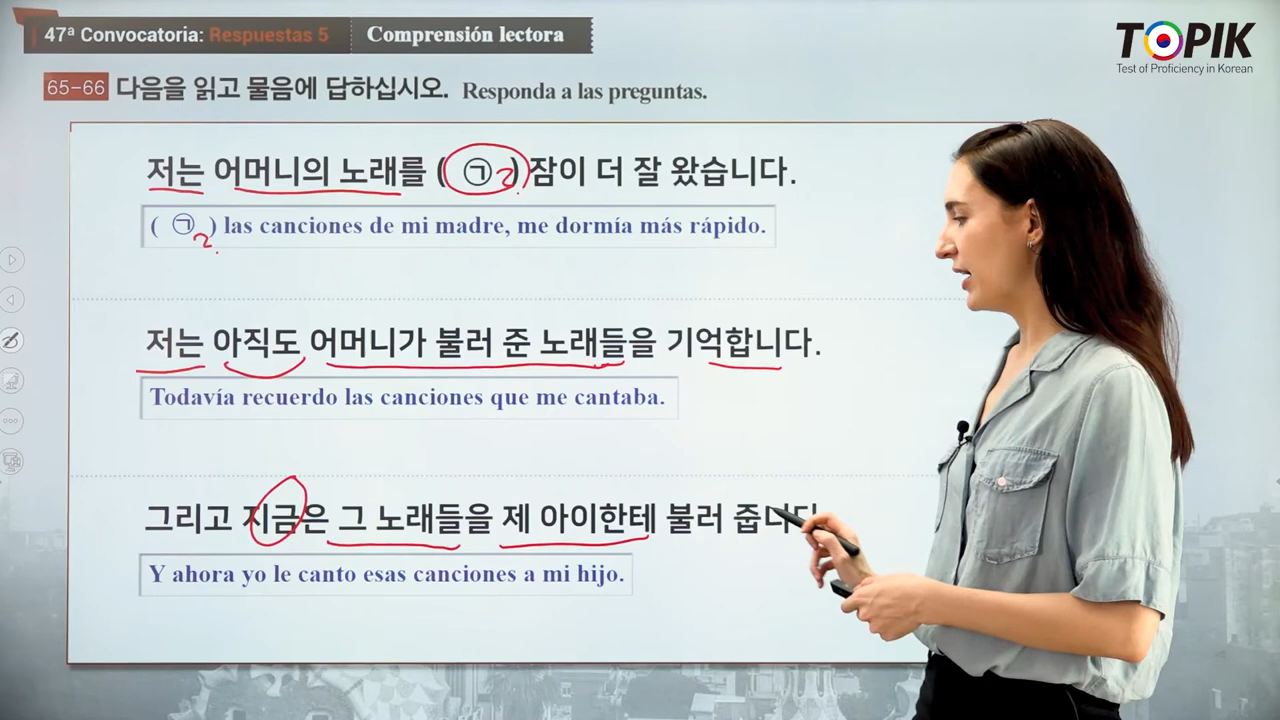 47ª Convocatoria: Respuestas 5 Comprensión lectora
TOPIK
Test of Proficiency in Korean
65-66 다음을 읽고 물음에 답하십시오. Responda a las preguntas.
저는 어머니의 노래를 ( ㉠ ) 잠이 더 잘 왔습니다.
( ㉠ ) las canciones de mi madre, me dormía más rápido.
저는 아직도 어머니가 불러 준 노래들을 기억합니다.
Todavía recuerdo las canciones que me cantaba.
그리고 지금은 그 노래들을 제 아이한테 불러 줍니다
Y ahora yo le canto esas canciones a mi hijo.